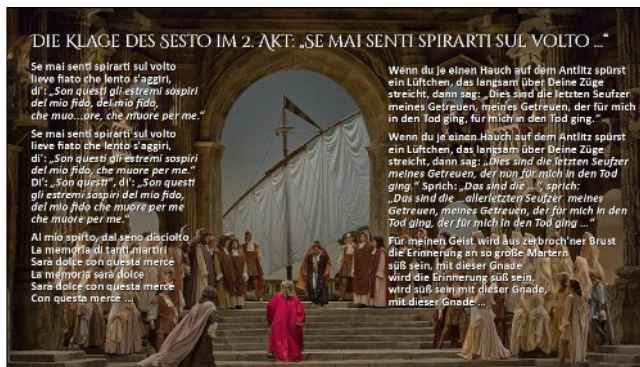 Die Klage des Sesto im 2. Akt: „Se mai senti spirarti sul volto ...“
Se mai senti spirarti sul volto
lieve fiato che lento s'aggiri,
di': „Son questi gli estremi sospiri
del mio fido, del mio fido,
che muo...ore, che muore per me.“
Se mai senti spirarti sul volto
lieve fiato che lento s'aggiri,
di': „Son questi gli estremi sospiri
del mio fido, che muore per me.“
Di': „Son questi“, di': „Son questi
gli estremi sospiri del mio fido,
del mio fido che muore per me
che muore per me.“
Al mio spirto, dal seno disciolto
La memoria di tanti martiri
Sarà dolce con questa mercè
La memoria sarà dolce
Sarà dolce con questa mercè
Con questa merce ...
Wenn du je einen Hauch auf dem Antlitz spürst
ein Lüftchen, das langsam über Deine Züge
streicht, dann sag: „Dies sind die letzten Seufzer
meines Getreuen, meines Getreuen, der für mich
in den Tod ging, für mich in den Tod ging.“
Wenn du je einen Hauch auf dem Antlitz spürst
ein Lüftchen, das langsam über Deine Züge
streicht, dann sag: „Dies sind die letzten Seufzer
meines Getreuen, der nun für mich in den Tod
ging.“ Sprich: „Das sind die ...“, sprich:
„Das sind die ...allerletzten Seufzer meines
Getreuen, meines Getreuen, der für mich in den
Tod ging, der für mich in den Tod ging ...“
Für meinen Geist wird aus zerbroch'ner Brust
die Erinnerung an so große Martern
süß sein, mit dieser Gnade
wird die Erinnerung süß sein,
wird süß sein mit dieser Gnade,
mit dieser Gnade ...